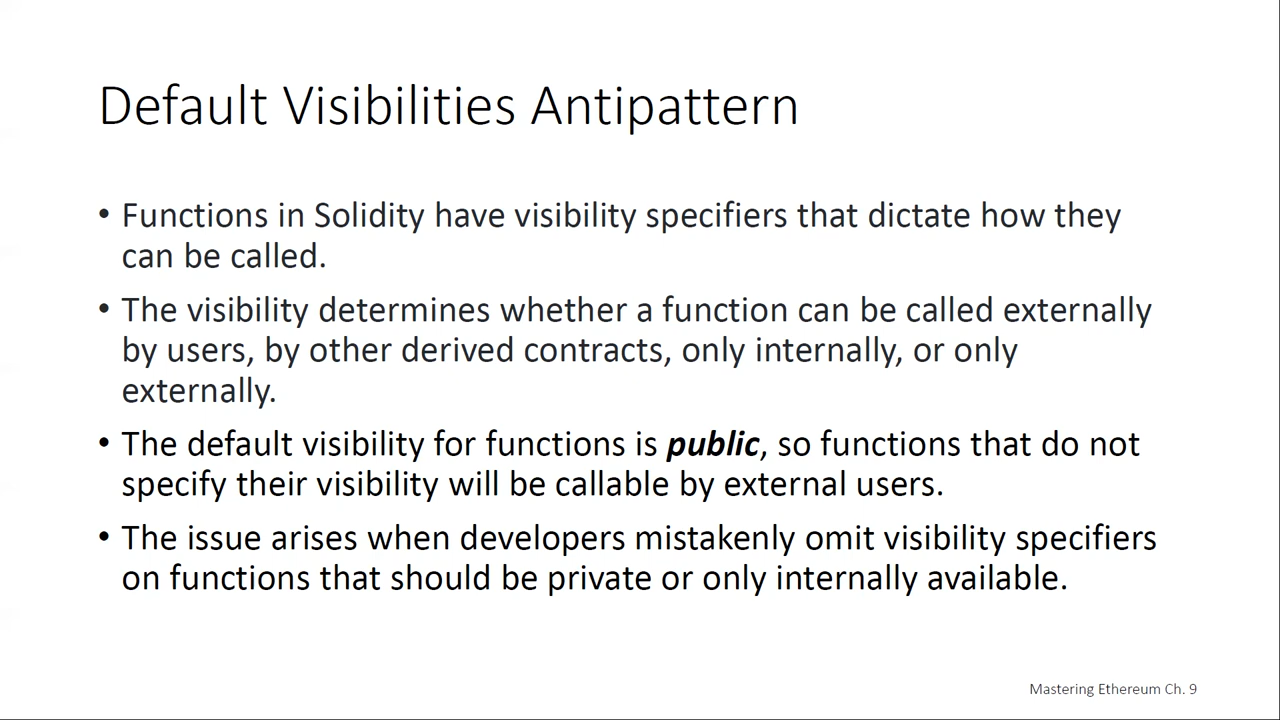 Default Visibilities Antipattern
• Functions in Solidity have visibility specifiers that dictate how they
can be called.
• The visibility determines whether a function can be called externally
by users, by other derived contracts, only internally, or only
externally.
• The default visibility for functions is public, so functions that do not
specify their visibility will be callable by external users.
• The issue arises when developers mistakenly omit visibility specifiers
on functions that should be private or only internally available.
Mastering Ethereum Ch. 9